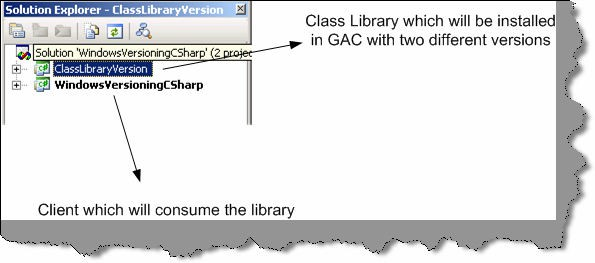 Solution Explorer - ClassLibraryVersion
Class Library which will be installed
in GAC with two different versions
Solution 'WindowsVersioningCSharp' (2 projec
ClassLibraryVersion
WindowsVersioningCSharp
Client which will consume the library